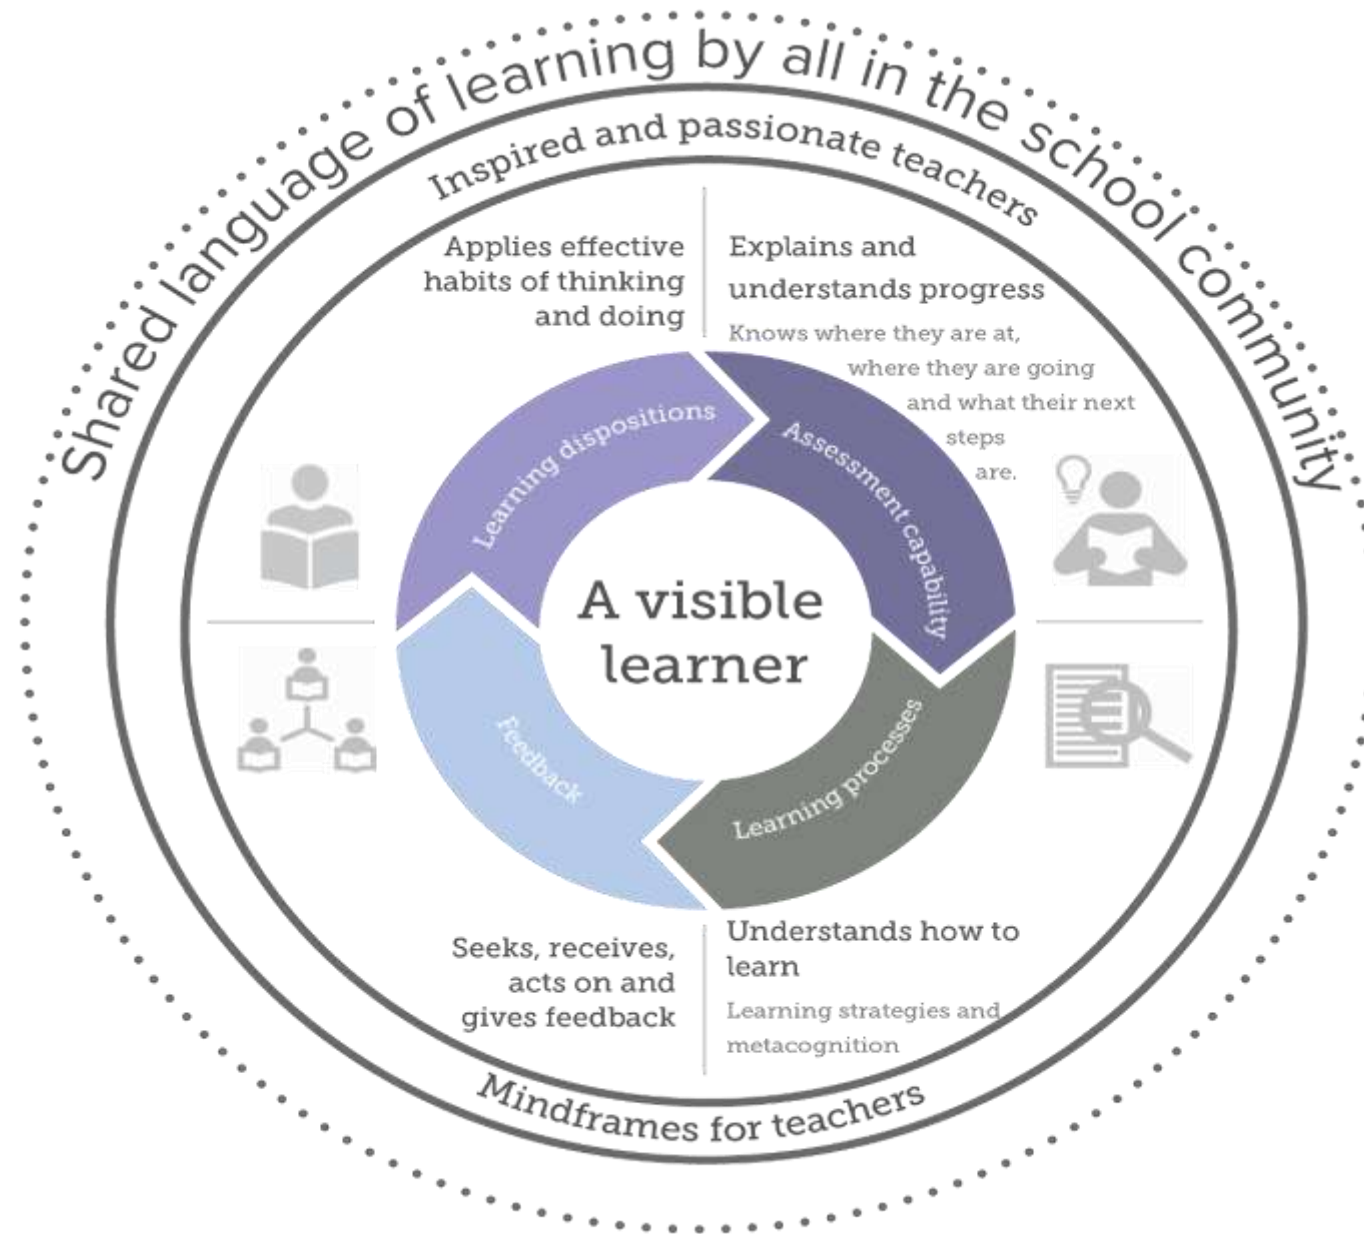 Shared language of learning by all in the school community
Inspired and passionate teachers
Applies effective
habits of thinking
and doing
Explains and
understands progress
Knows where they are at,
where they are going
and what their next
steps
are.
Learning dispositions
Assessment capability
A visible
learner
Feedback
Learning processes
Seeks, receives,
acts on and
gives feedback
Understands how to
learn
Learning strategies and
metacognition
Mindframes for teachers